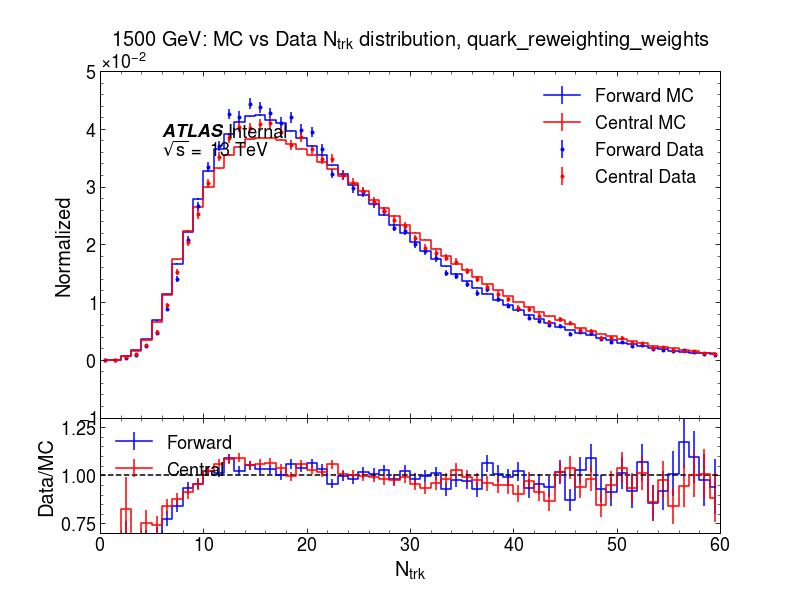 1500 GeV: MC vs Data N_trk distribution, quark_reweighting_weights
×10⁻²
5
4
3
2
1
0
−1
Normalized
ATLAS Internal
√s = 13 TeV
Forward MC
Central MC
Forward Data
Central Data
1.25
1.00
0.75
Data/MC
Forward
Central
0 10 20 30 40 50 60
N_trk